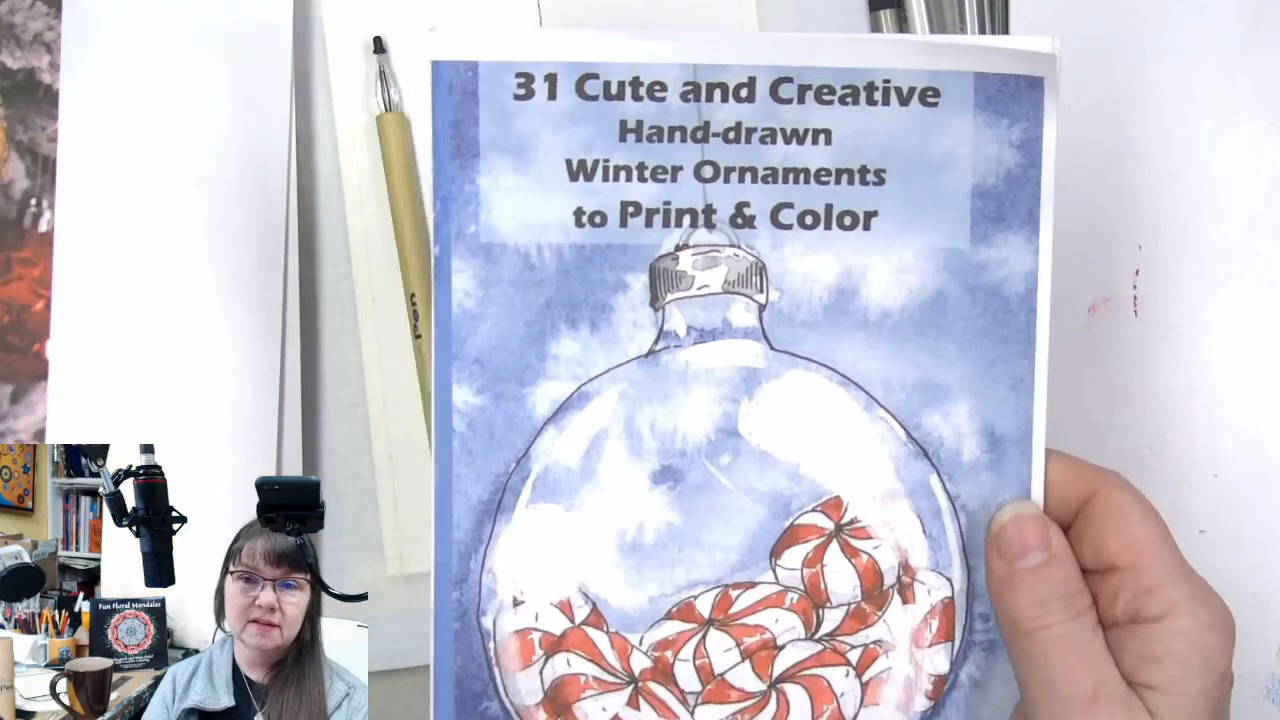 31 Cute and Creative
Hand-drawn
Winter Ornaments
to Print & Color
pen
Fun Floral Mandalas